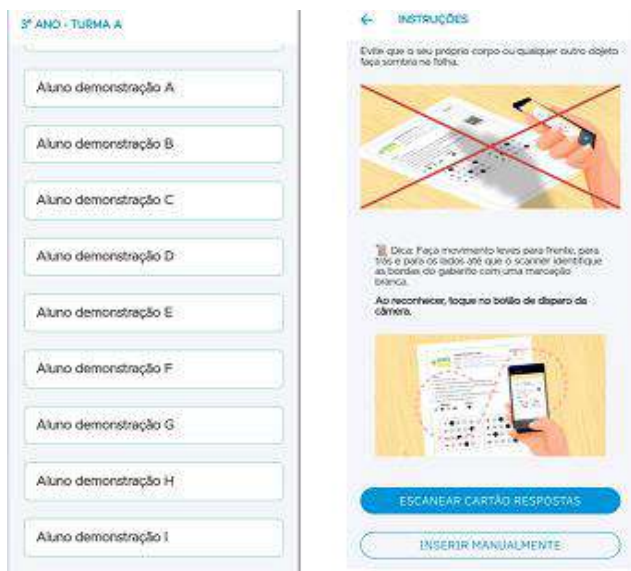 3º ANO - TURMA A
Aluno demonstração A
Aluno demonstração B
Aluno demonstração C
Aluno demonstração D
Aluno demonstração E
Aluno demonstração F
Aluno demonstração G
Aluno demonstração H
Aluno demonstração I
INSTRUÇÕES
Evite que o seu próprio corpo ou qualquer outro objeto
faça sombra na folha.
Dica: Faça movimento leves para frente, para
trás e para os lados até que o scanner identifique
as bordas do gabarito com uma marcação
branca.
Ao reconhecer, toque no botão de disparo da
câmera.
ESCANEAR CARTÃO RESPOSTAS
INSERIR MANUALMENTE